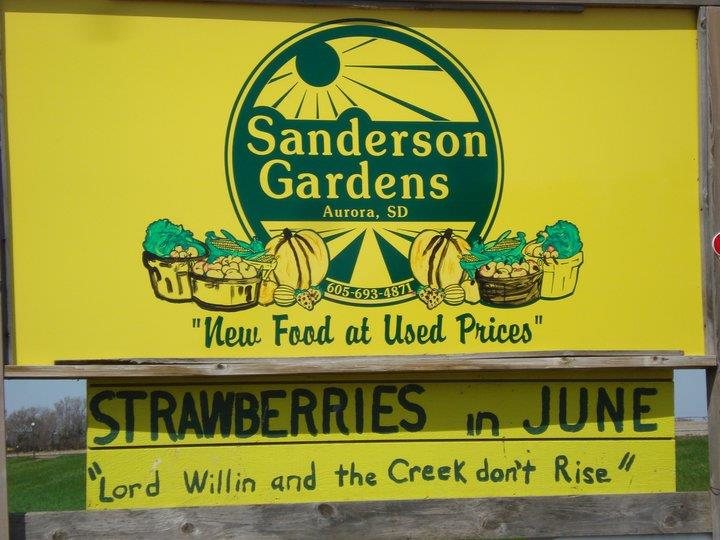 Sanderson
Gardens
Aurora, SD
605-693-4871
"New Food at Used Prices"
STRAWBERRIES in JUNE
"Lord Willin and the Creek don't Rise"